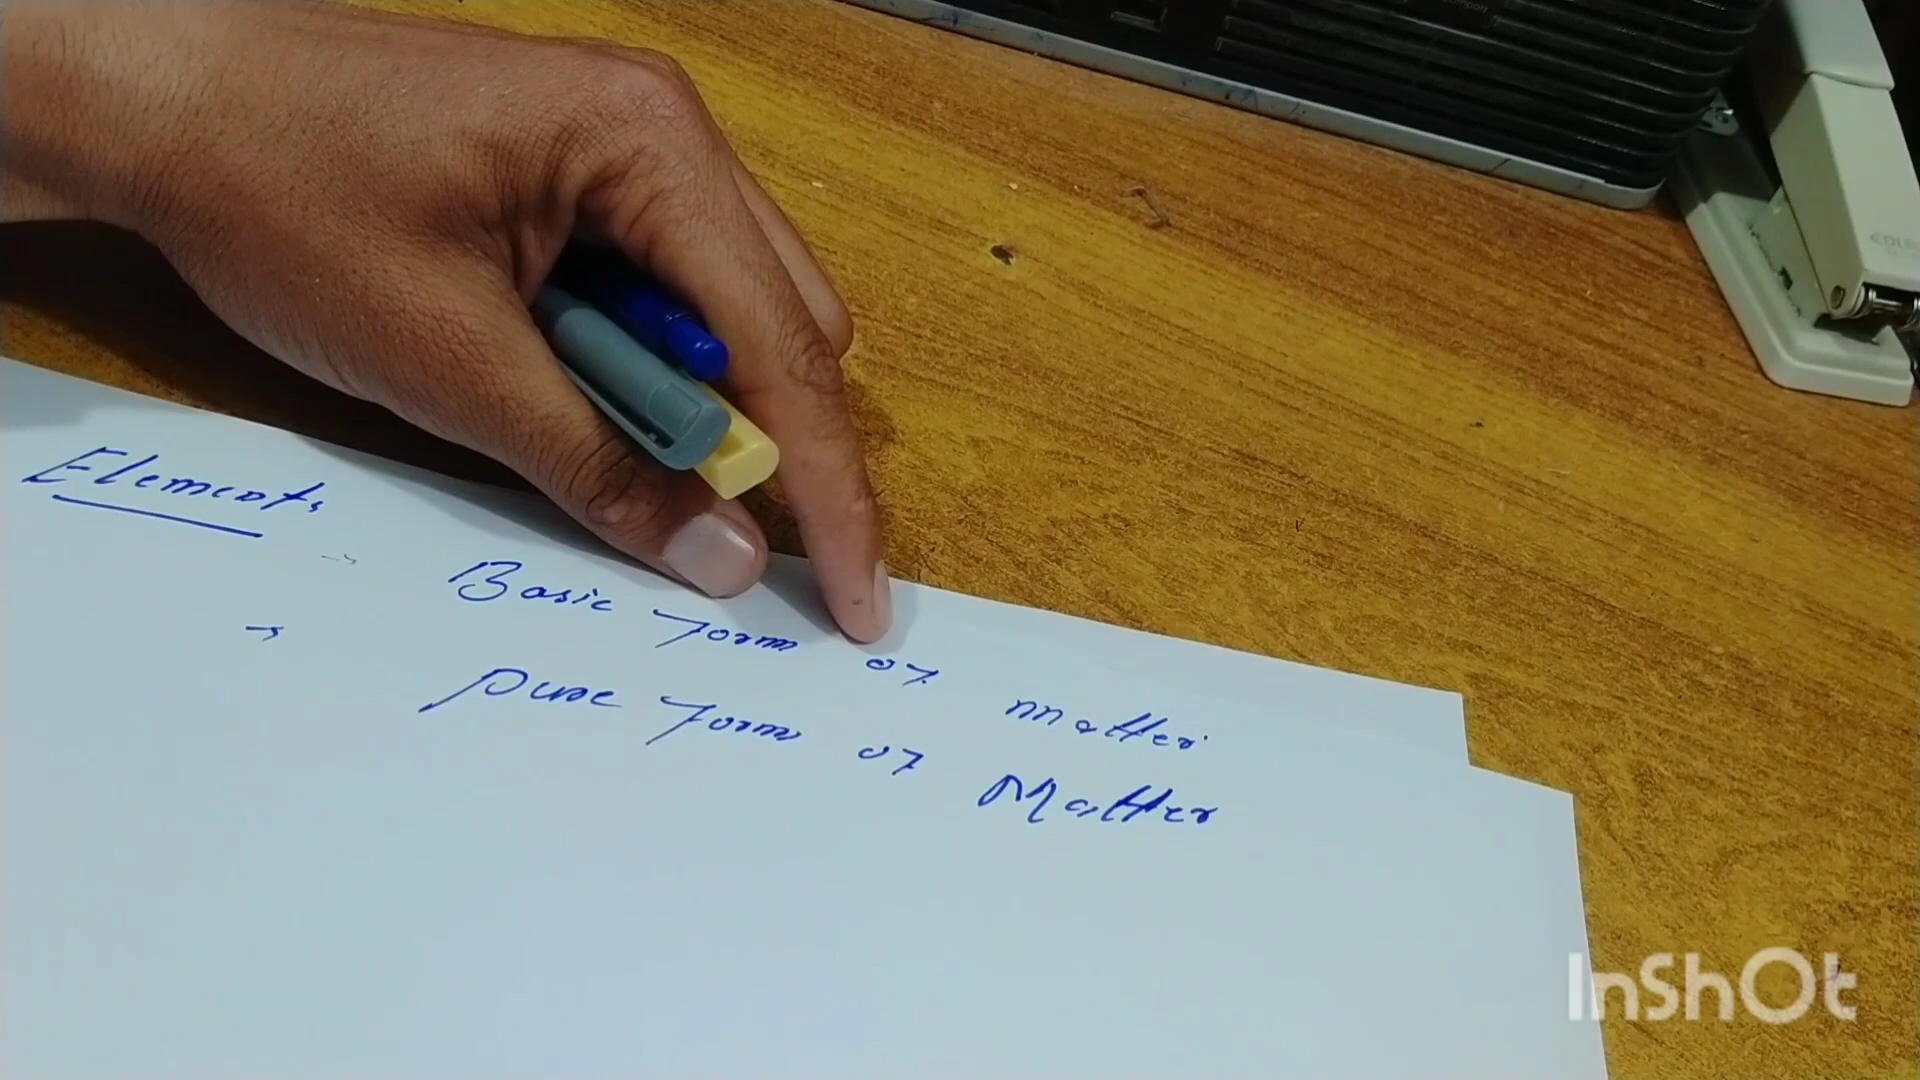 Elements
→ Basic form of matter.
→ pure form of Matter
InShOt